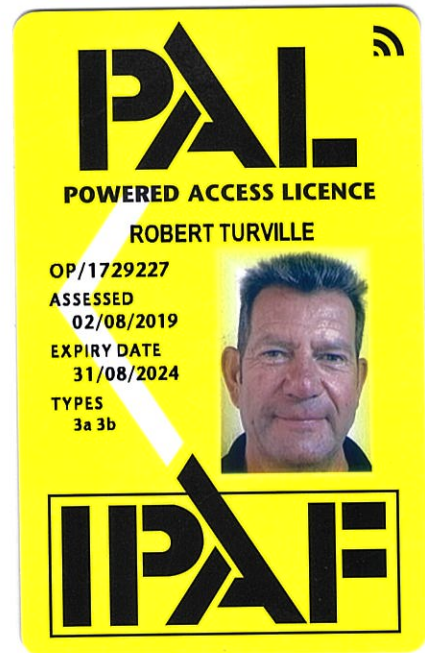 PAL
POWERED ACCESS LICENCE
ROBERT TURVILLE
OP/1729227
ASSESSED
02/08/2019
EXPIRY DATE
31/08/2024
TYPES
3a 3b
IPAF